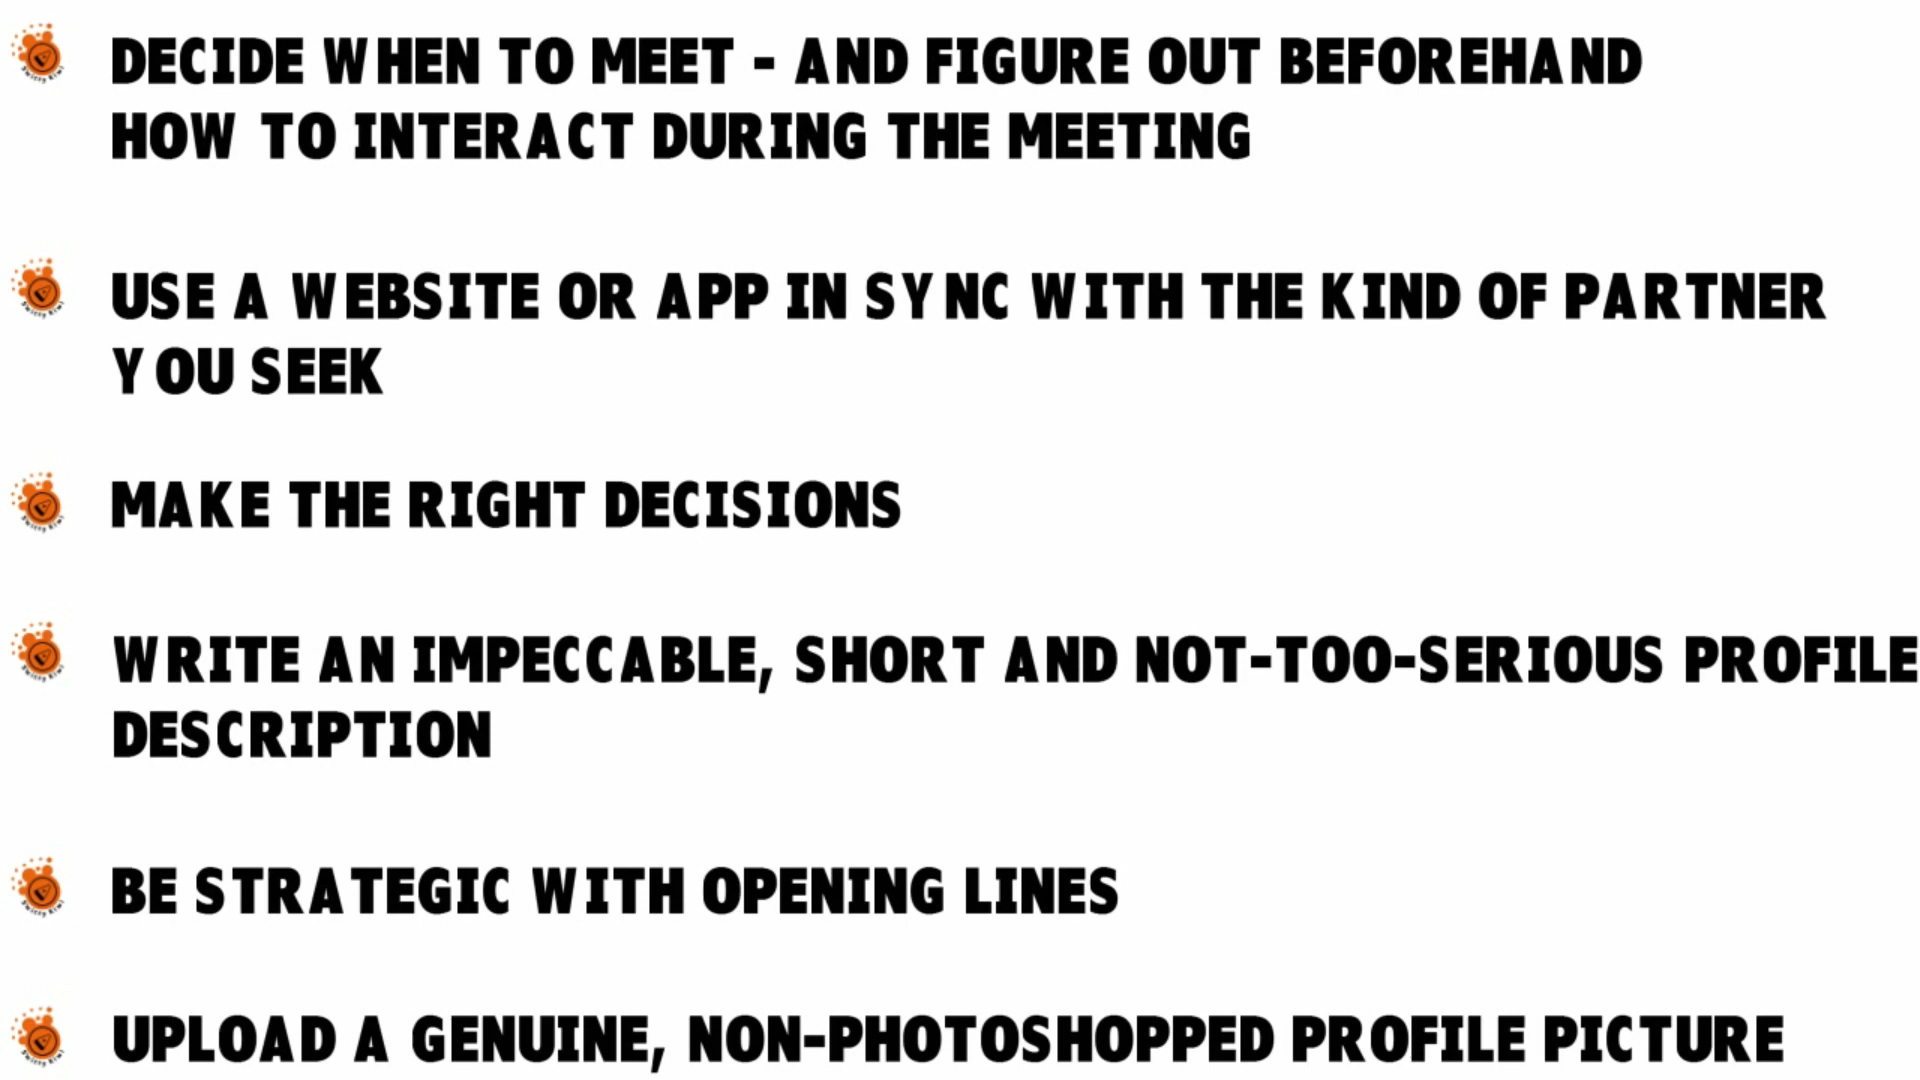 DECIDE WHEN TO MEET - AND FIGURE OUT BEFOREHAND
HOW TO INTERACT DURING THE MEETING
USE A WEBSITE OR APP IN SYNC WITH THE KIND OF PARTNER
YOU SEEK
MAKE THE RIGHT DECISIONS
WRITE AN IMPECCABLE, SHORT AND NOT-TOO-SERIOUS PROFILE
DESCRIPTION
BE STRATEGIC WITH OPENING LINES
UPLOAD A GENUINE, NON-PHOTOSHOPPED PROFILE PICTURE